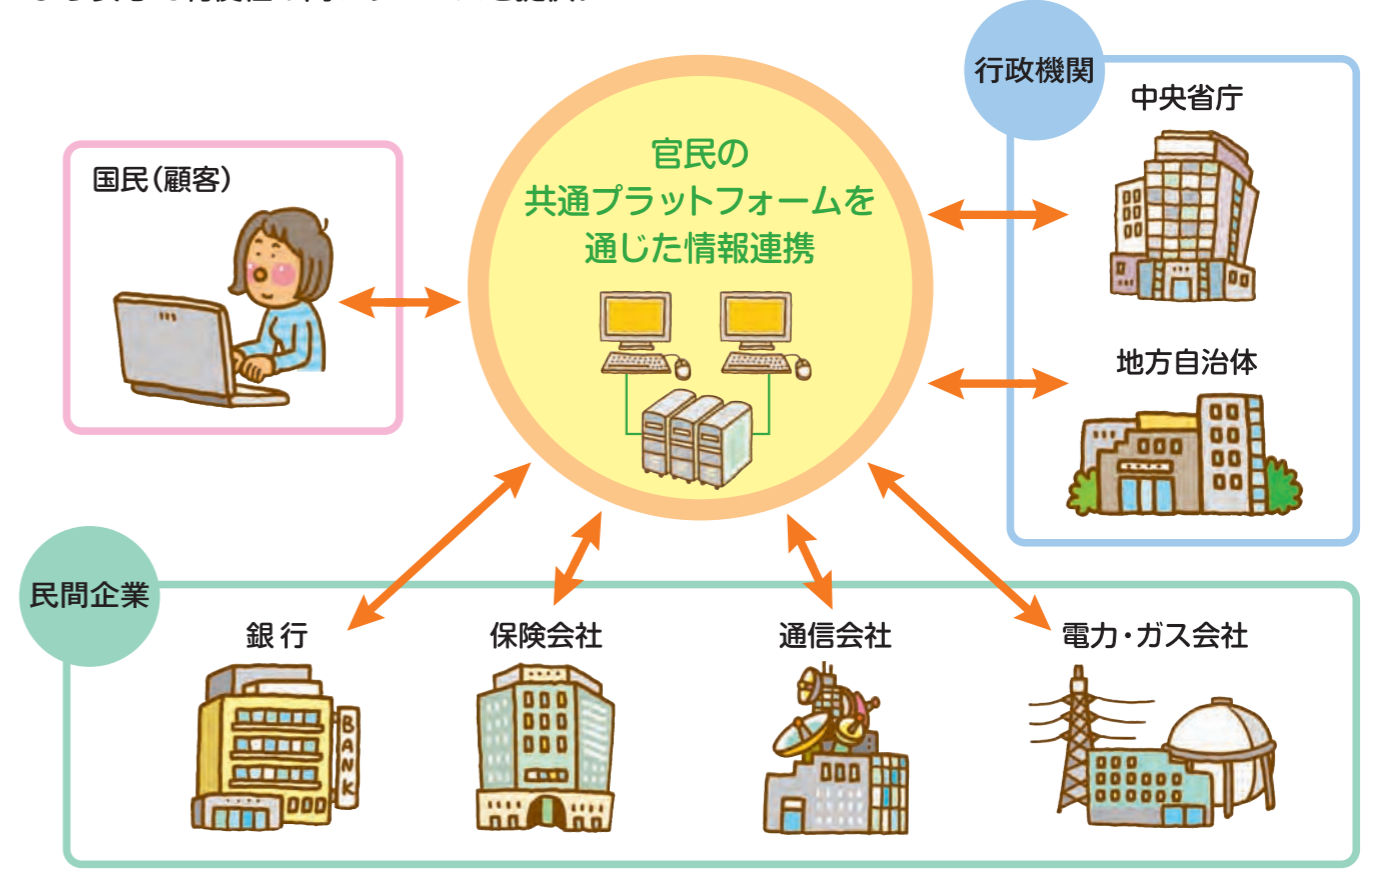 行政機関
中央省庁
官民の
共通プラットフォームを
通じた情報連携
国民(顧客)
地方自治体
民間企業
銀行
保険会社
通信会社
電力・ガス会社
BANK